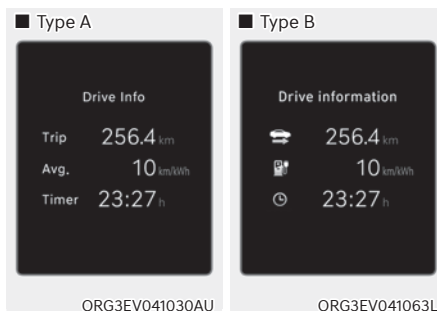 ■ Type A
Drive Info
Trip 256.4 km
Avg. 10 km/kWh
Timer 23:27 h
ORG3EV041030AU
■ Type B
Drive information
256.4 km
10 km/kWh
23:27 h
ORG3EV041063L